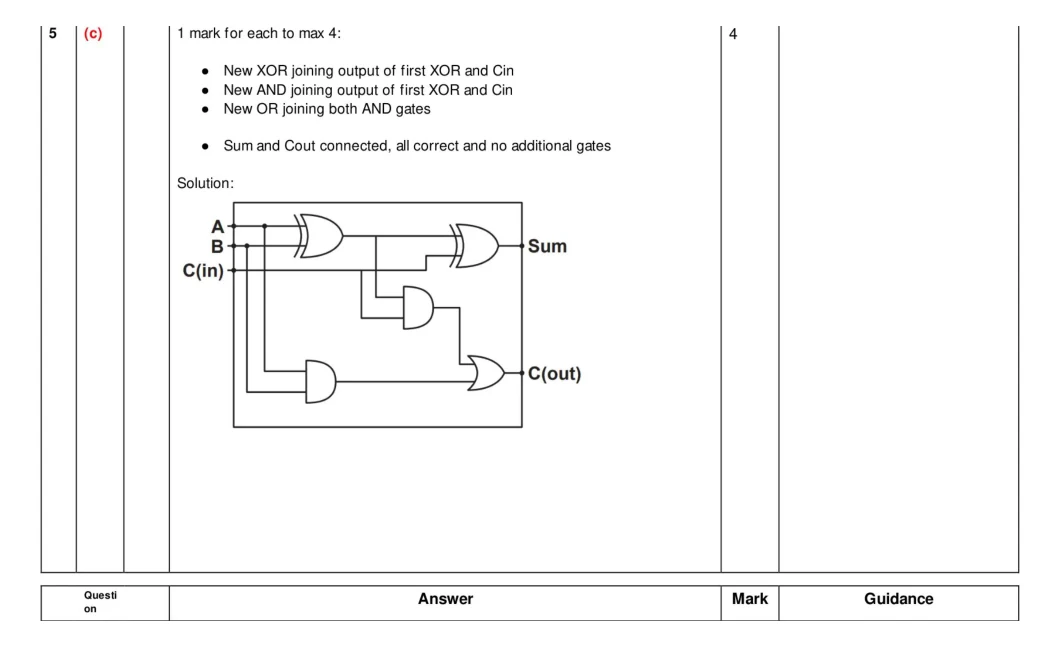 5 (c) 1 mark for each to max 4: 4
● New XOR joining output of first XOR and Cin
● New AND joining output of first XOR and Cin
● New OR joining both AND gates
● Sum and Cout connected, all correct and no additional gates
Solution:
A
B Sum
C(in)
C(out)
Questi
on Answer Mark Guidance